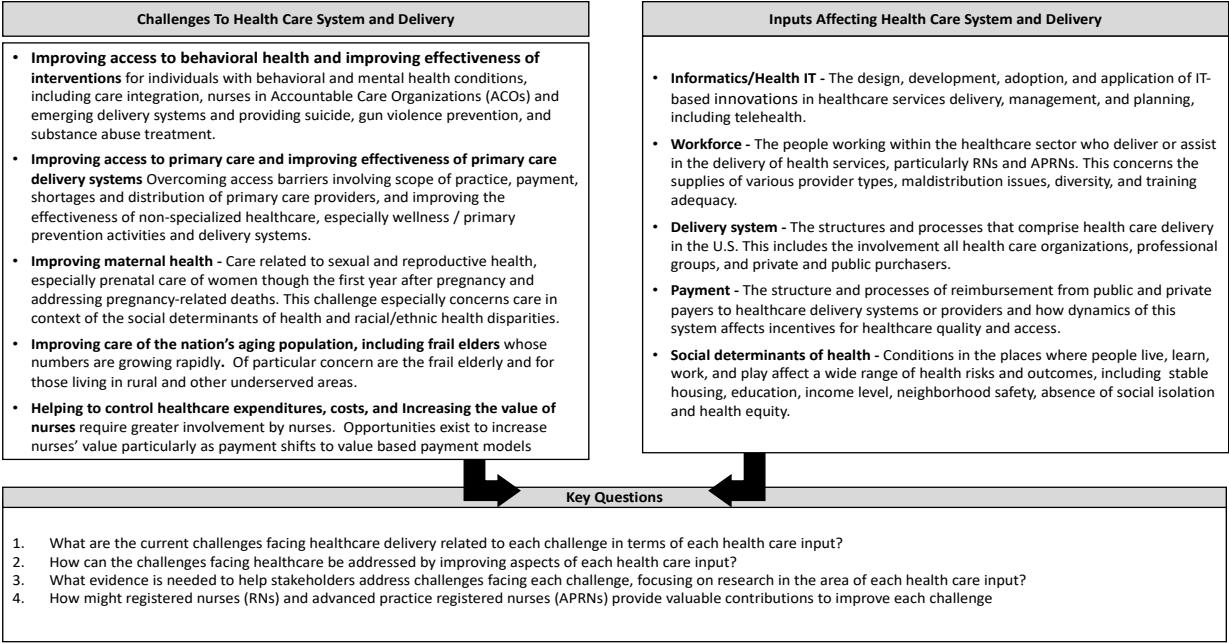 Challenges To Health Care System and Delivery
• Improving access to behavioral health and improving effectiveness of
interventions for individuals with behavioral and mental health conditions,
including care integration, nurses in Accountable Care Organizations (ACOs) and
emerging delivery systems and providing suicide, gun violence prevention, and
substance abuse treatment.
• Improving access to primary care and improving effectiveness of primary care
delivery systems Overcoming access barriers involving scope of practice, payment,
shortages and distribution of primary care providers, and improving the
effectiveness of non-specialized healthcare, especially wellness / primary
prevention activities and delivery systems.
• Improving maternal health - Care related to sexual and reproductive health,
especially prenatal care of women though the first year after pregnancy and
addressing pregnancy-related deaths. This challenge especially concerns care in
context of the social determinants of health and racial/ethnic health disparities.
• Improving care of the nation's aging population, including frail elders whose
numbers are growing rapidly. Of particular concern are the frail elderly and for
those living in rural and other underserved areas.
• Helping to control healthcare expenditures, costs, and Increasing the value of
nurses require greater involvement by nurses. Opportunities exist to increase
nurses' value particularly as payment shifts to value based payment models
Inputs Affecting Health Care System and Delivery
• Informatics/Health IT - The design, development, adoption, and application of IT-
based innovations in healthcare services delivery, management, and planning,
including telehealth.
• Workforce - The people working within the healthcare sector who deliver or assist
in the delivery of health services, particularly RNs and APRNs. This concerns the
supplies of various provider types, maldistribution issues, diversity, and training
adequacy.
• Delivery system - The structures and processes that comprise health care delivery
in the U.S. This includes the involvement all health care organizations, professional
groups, and private and public purchasers.
• Payment - The structure and processes of reimbursement from public and private
payers to healthcare delivery systems or providers and how dynamics of this
system affects incentives for healthcare quality and access.
• Social determinants of health - Conditions in the places where people live, learn,
work, and play affect a wide range of health risks and outcomes, including stable
housing, education, income level, neighborhood safety, absence of social isolation
and health equity.
Key Questions
1. What are the current challenges facing healthcare delivery related to each challenge in terms of each health care input?
2. How can the challenges facing healthcare be addressed by improving aspects of each health care input?
3. What evidence is needed to help stakeholders address challenges facing each challenge, focusing on research in the area of each health care input?
4. How might registered nurses (RNs) and advanced practice registered nurses (APRNs) provide valuable contributions to improve each challenge